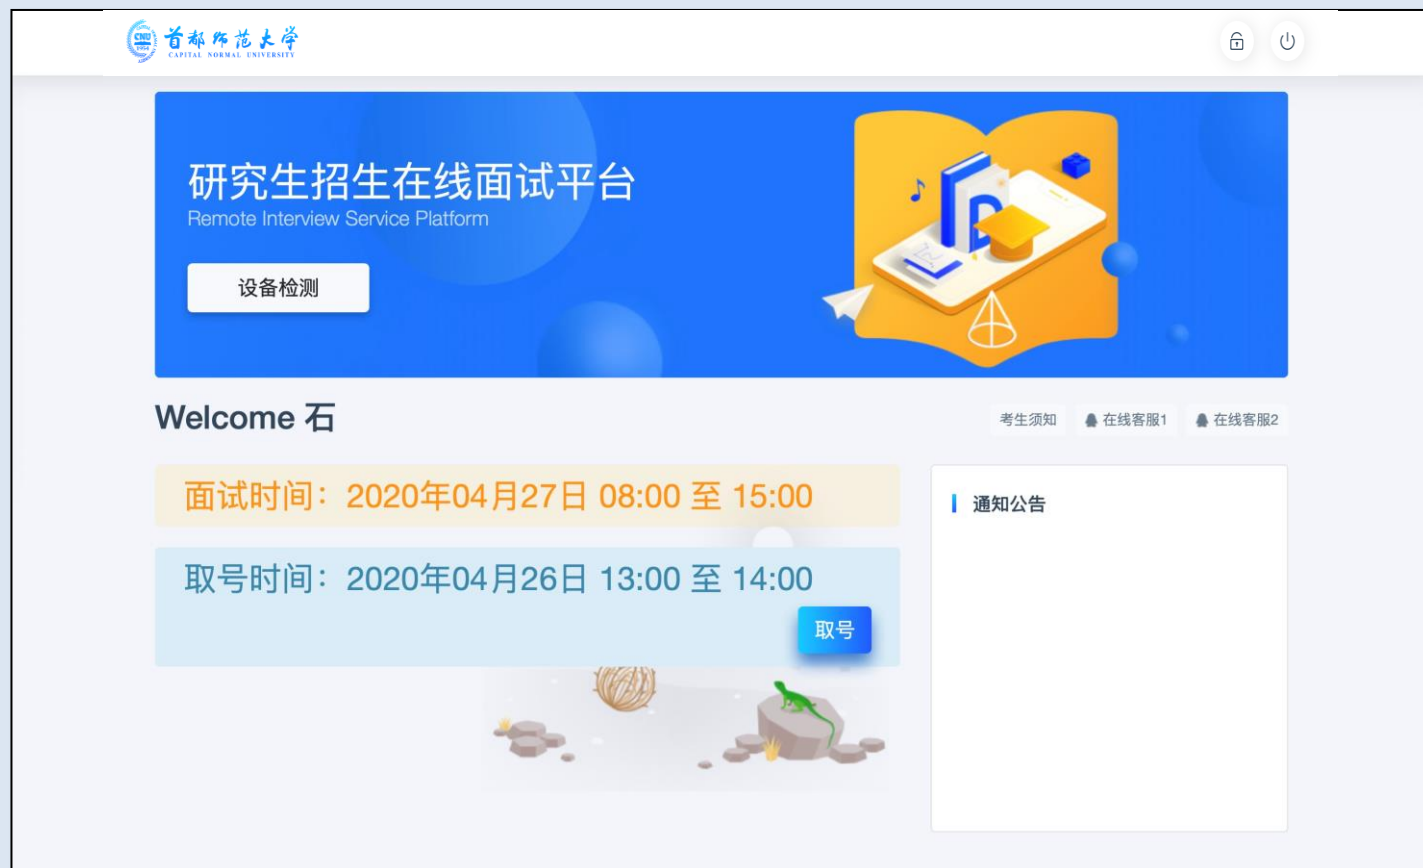 CNU
1954
首都师范大学
CAPITAL NORMAL UNIVERSITY
研究生招生在线面试平台
Remote Interview Service Platform
设备检测
Welcome 石
考生须知
在线客服1
在线客服2
面试时间：2020年04月27日 08:00 至 15:00
通知公告
取号时间：2020年04月26日 13:00 至 14:00
取号